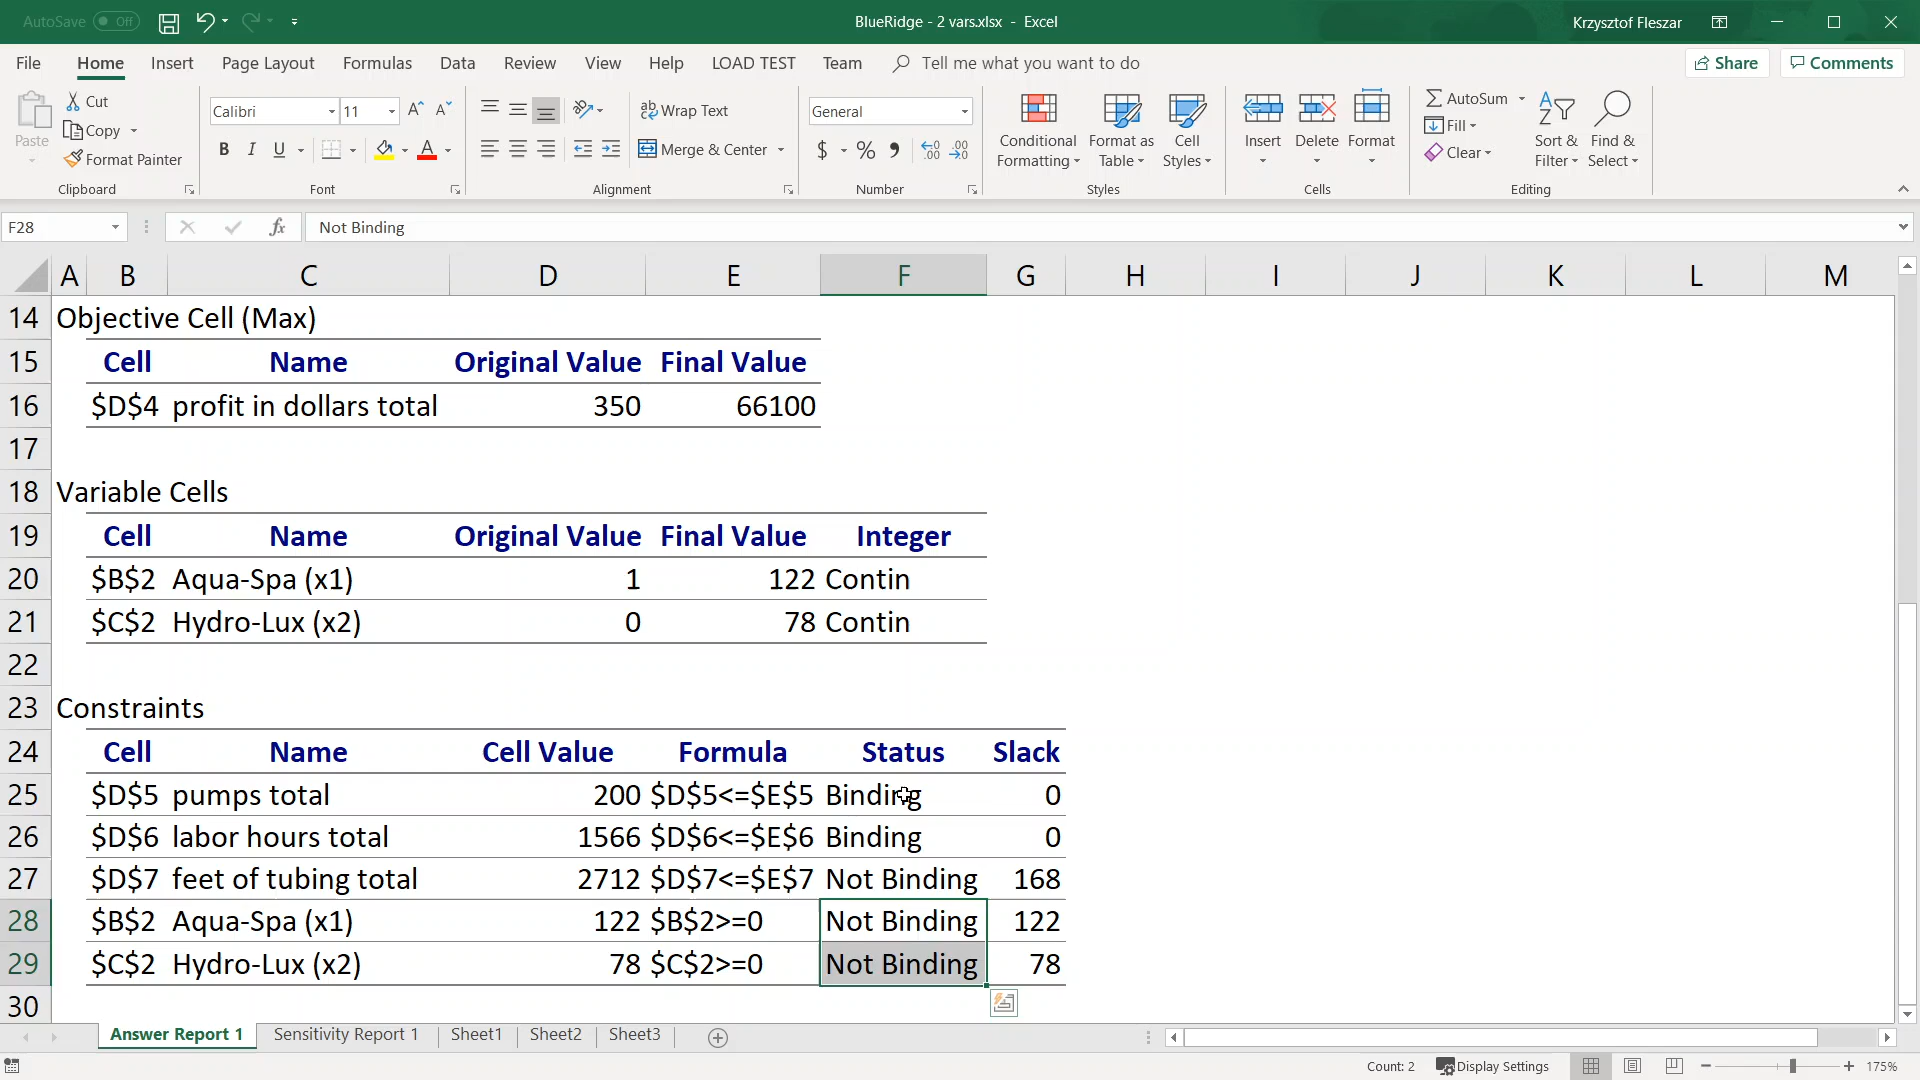 AutoSave Off BlueRidge - 2 vars.xlsx - Excel Krzysztof Fleszar
File Home Insert Page Layout Formulas Data Review View Help LOAD TEST Team Tell me what you want to do Share Comments
Paste Cut Copy Format Painter
Calibri 11
B I U A
Wrap Text
Merge & Center
General
$ % 9
Conditional Formatting Format as Table Cell Styles
Insert Delete Format
AutoSum Fill Clear
Sort & Filter Find & Select
Clipboard Font Alignment Number Styles Cells Editing
F28 fx Not Binding
A B C D E F G H I J K L M
14 Objective Cell (Max)
15 Cell Name Original Value Final Value
16 $D$4 profit in dollars total 350 66100
17
18 Variable Cells
19 Cell Name Original Value Final Value Integer
20 $B$2 Aqua-Spa (x1) 1 122 Contin
21 $C$2 Hydro-Lux (x2) 0 78 Contin
22
23 Constraints
24 Cell Name Cell Value Formula Status Slack
25 $D$5 pumps total 200 $D$5<=$E$5 Binding 0
26 $D$6 labor hours total 1566 $D$6<=$E$6 Binding 0
27 $D$7 feet of tubing total 2712 $D$7<=$E$7 Not Binding 168
28 $B$2 Aqua-Spa (x1) 122 $B$2>=0 Not Binding 122
29 $C$2 Hydro-Lux (x2) 78 $C$2>=0 Not Binding 78
30
Answer Report 1 Sensitivity Report 1 Sheet1 Sheet2 Sheet3
Count: 2 Display Settings 175%